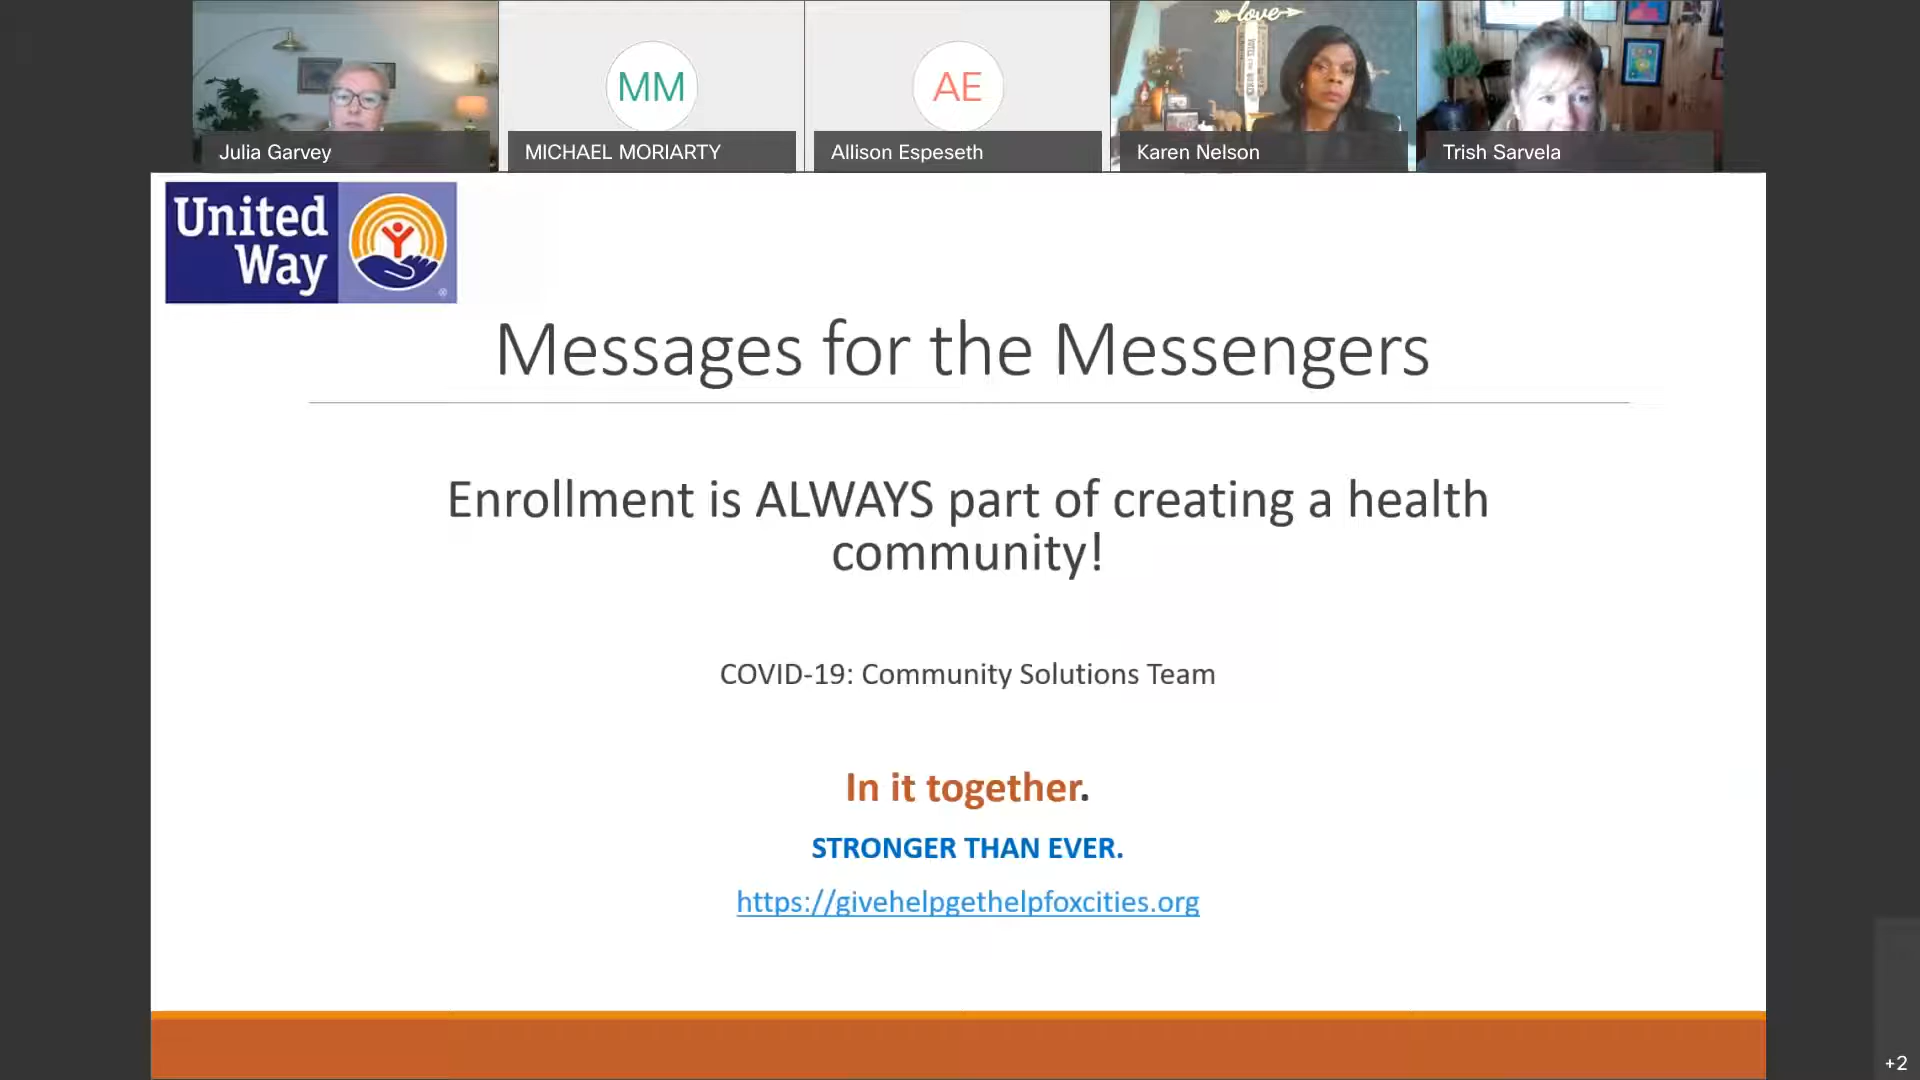 love
MM
AE
Julia Garvey
MICHAEL MORIARTY
Allison Espeseth
Karen Nelson
Trish Sarvela
United
Way
®
Messages for the Messengers
Enrollment is ALWAYS part of creating a health
community!
COVID-19: Community Solutions Team
In it together.
STRONGER THAN EVER.
https://givehelpgethelpfoxcities.org
+2